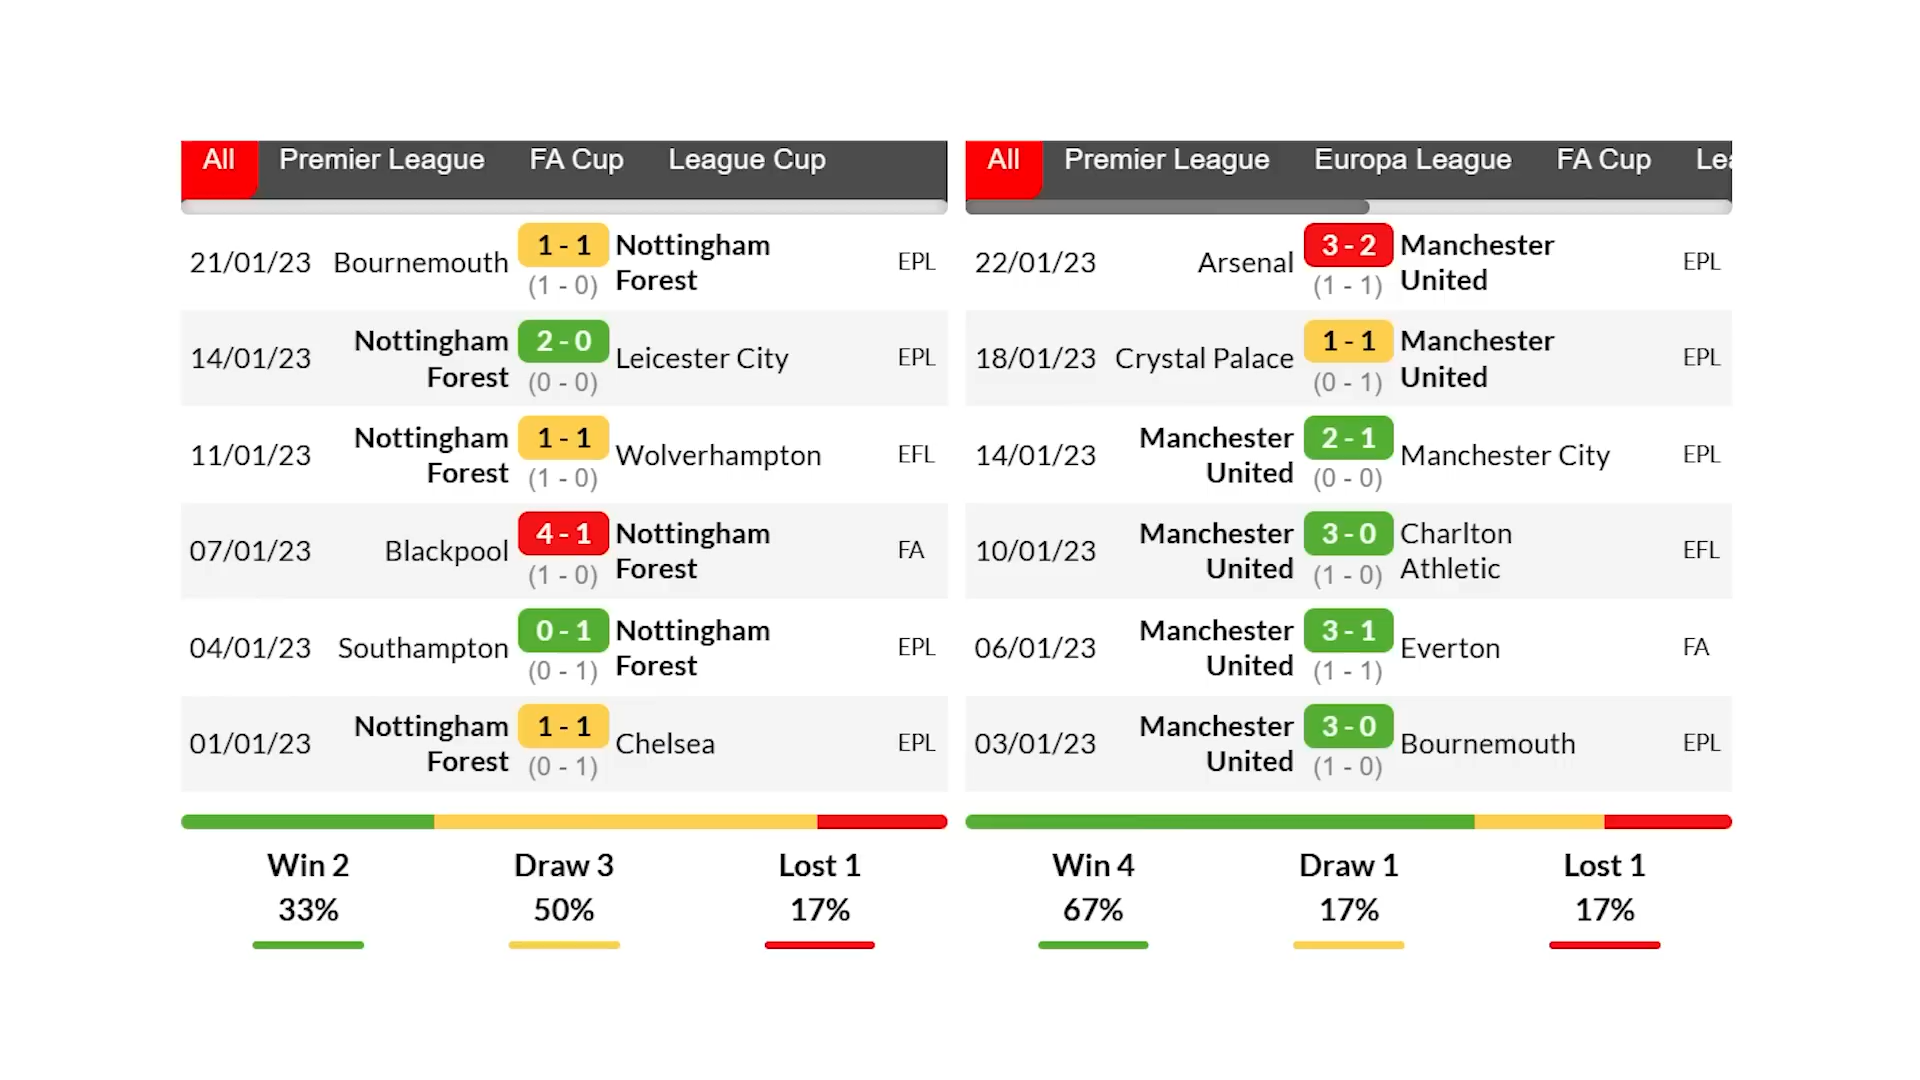 All Premier League FA Cup League Cup
21/01/23 Bournemouth 1 - 1 (1 - 0) Nottingham Forest EPL
14/01/23 Nottingham Forest 2 - 0 (0 - 0) Leicester City EPL
11/01/23 Nottingham Forest 1 - 1 (1 - 0) Wolverhampton EFL
07/01/23 Blackpool 4 - 1 (1 - 0) Nottingham Forest FA
04/01/23 Southampton 0 - 1 (0 - 1) Nottingham Forest EPL
01/01/23 Nottingham Forest 1 - 1 (0 - 1) Chelsea EPL
Win 2 Draw 3 Lost 1
33% 50% 17%
All Premier League Europa League FA Cup Lea
22/01/23 Arsenal 3 - 2 (1 - 1) Manchester United EPL
18/01/23 Crystal Palace 1 - 1 (0 - 1) Manchester United EPL
14/01/23 Manchester United 2 - 1 (0 - 0) Manchester City EPL
10/01/23 Manchester United 3 - 0 (1 - 0) Charlton Athletic EFL
06/01/23 Manchester United 3 - 1 (1 - 1) Everton FA
03/01/23 Manchester United 3 - 0 (1 - 0) Bournemouth EPL
Win 4 Draw 1 Lost 1
67% 17% 17%